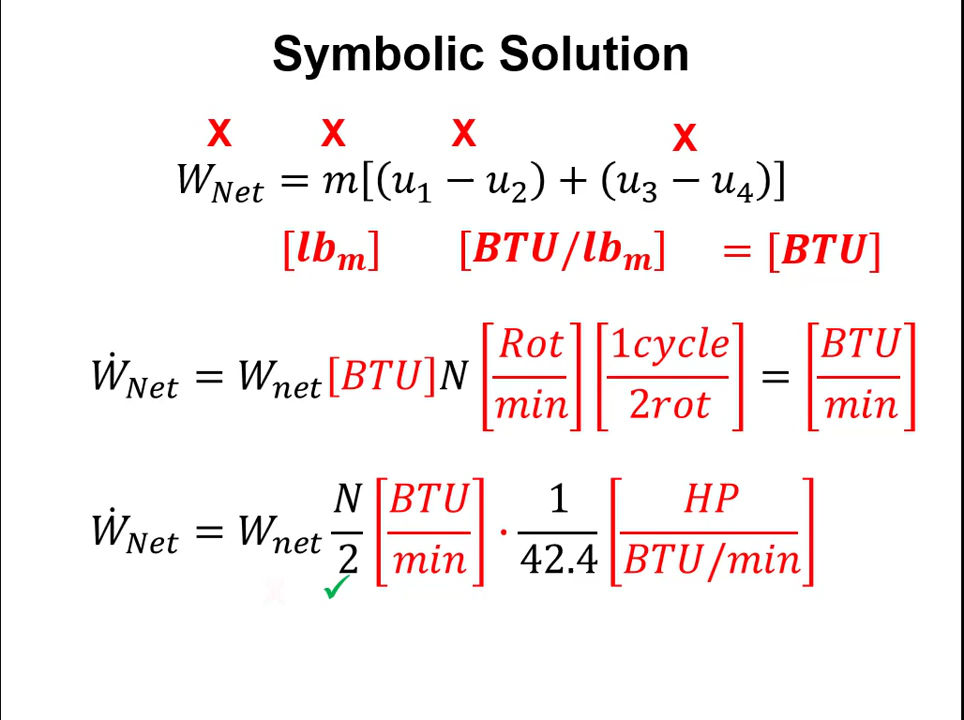 Symbolic Solution
X X X X
W_Net = m[(u_1 − u_2) + (u_3 − u_4)]
[lb_m] [BTU/lb_m] = [BTU]
Ẇ_Net = W_net [BTU]N [Rot/min] [1cycle/2rot] = [BTU/min]
Ẇ_Net = W_net N/2 [BTU/min] · 1/42.4 [HP/(BTU/min)]
X ✓